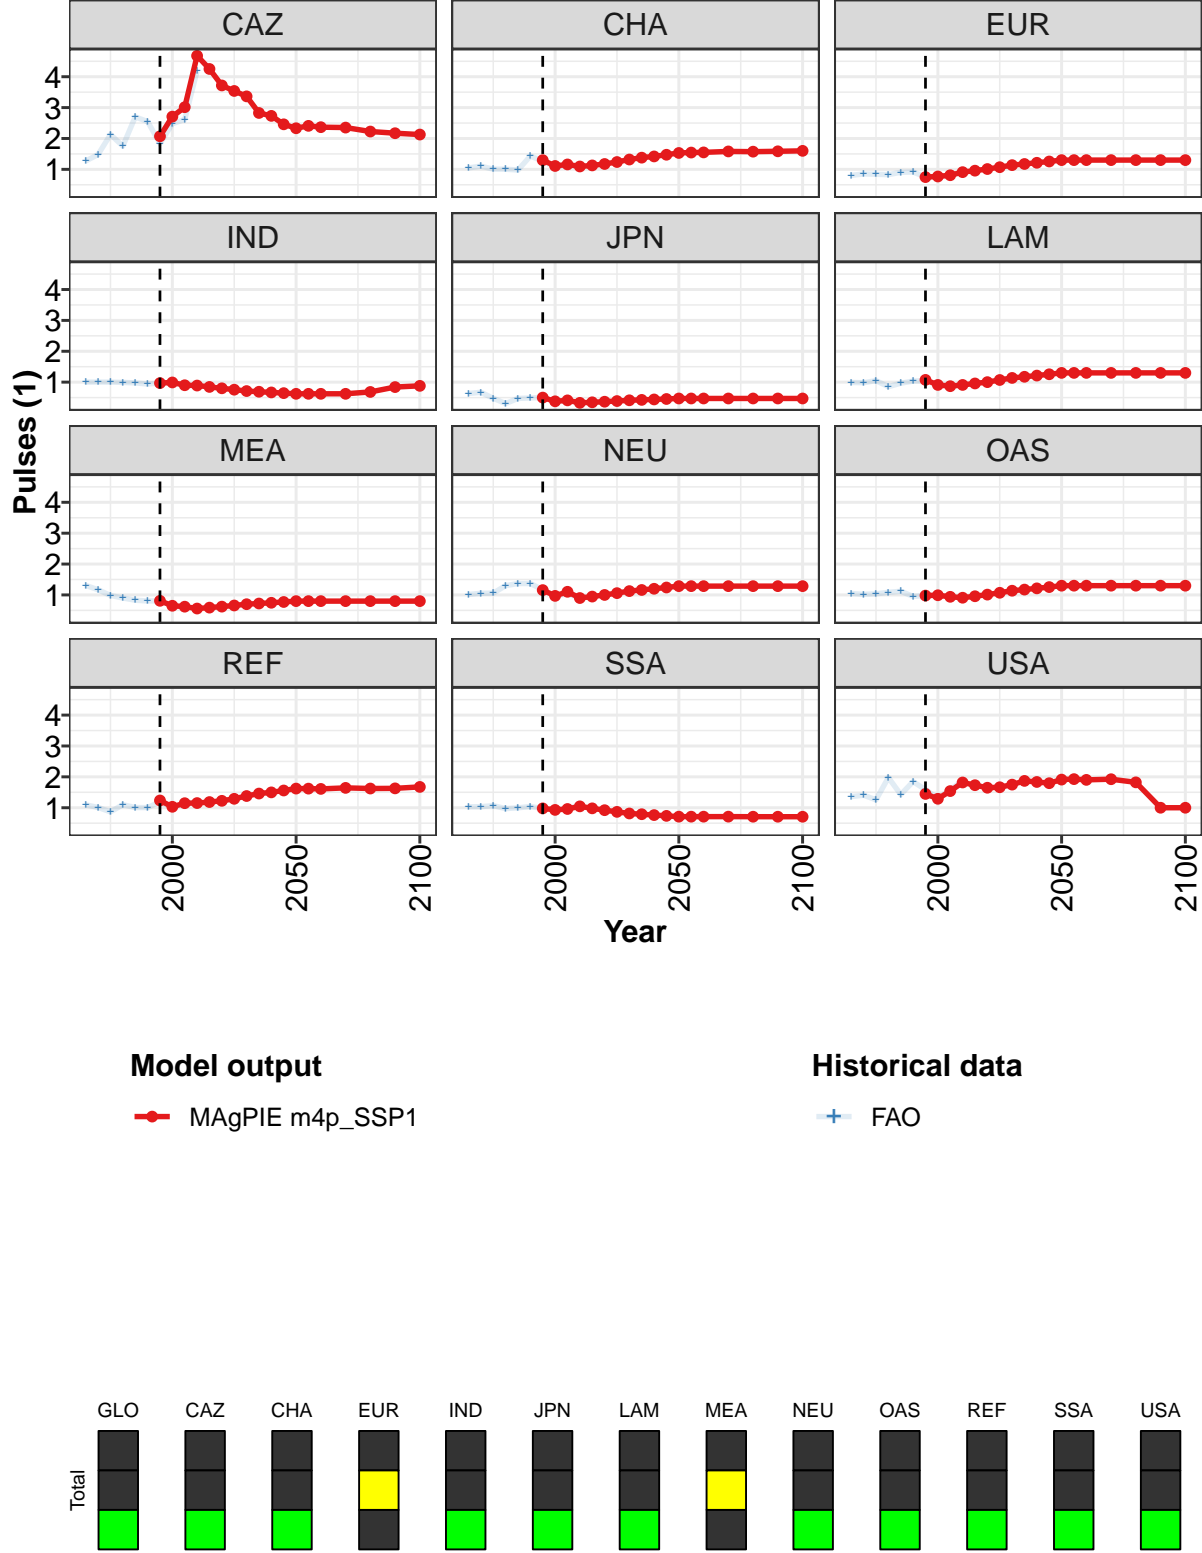 CAZ CHA EUR
4
3
2
1
IND JPN LAM
4
3
2
1
MEA NEU OAS
4
3
2
1
REF SSA USA
4
3
2
1
Pulses (1)
2000 2050 2100 2000 2050 2100 2000 2050 2100
Year
Model output Historical data
MAgPIE m4p_SSP1 FAO
GLO CAZ CHA EUR IND JPN LAM MEA NEU OAS REF SSA USA
Total